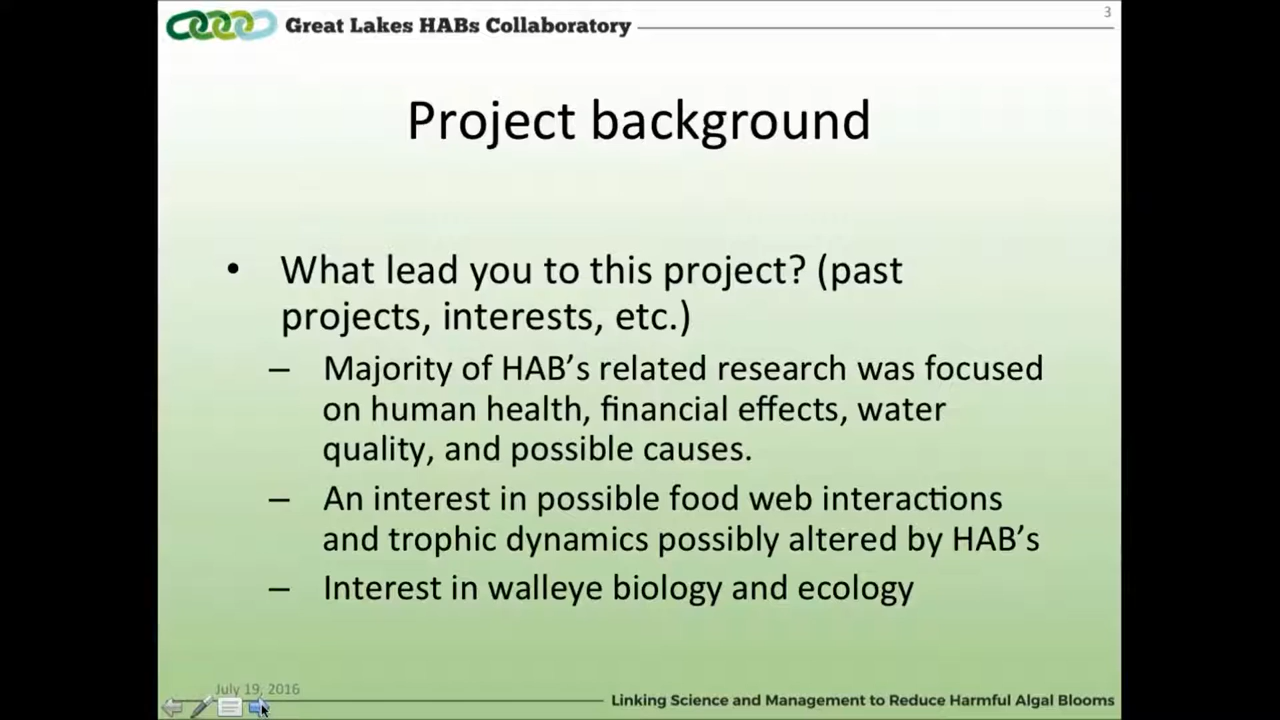 3
Great Lakes HABs Collaboratory
Project background
• What lead you to this project? (past
projects, interests, etc.)
– Majority of HAB’s related research was focused
on human health, financial effects, water
quality, and possible causes.
– An interest in possible food web interactions
and trophic dynamics possibly altered by HAB’s
– Interest in walleye biology and ecology
July 19, 2016
Linking Science and Management to Reduce Harmful Algal Blooms